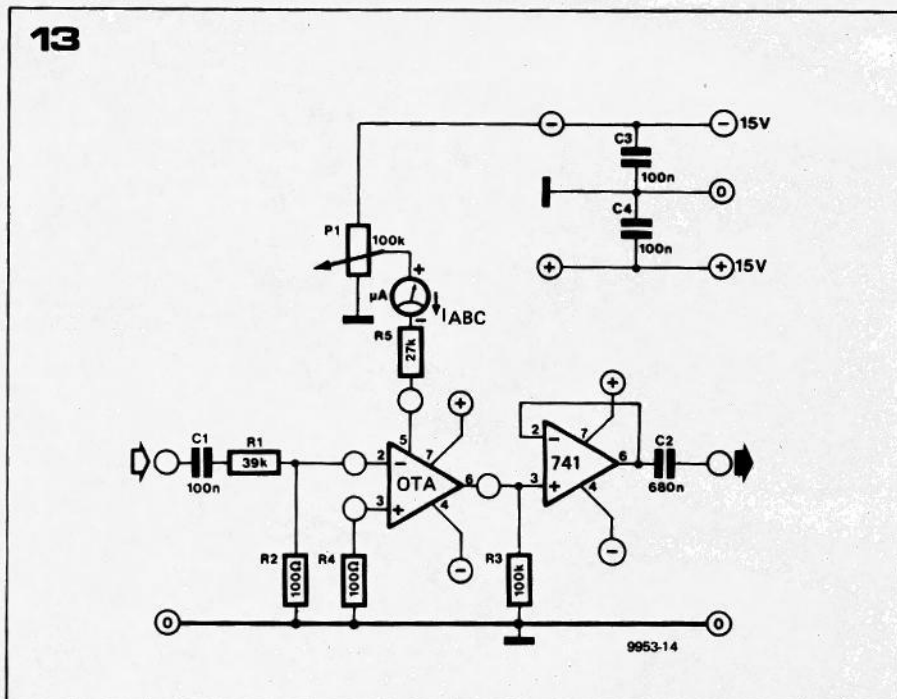 13
− − 15V
C3
100n
0
C4
100n
+ + 15V
P1
100k
+
µA
I ABC
−
R5
27k
C1
100n
R1
39k
5
+
7
2 −
OTA
6
3 +
4
−
R2
100Ω
R4
100Ω
R3
100k
+
2 −
7
741
6
3 +
4
−
C2
680n
0
0
9953-14